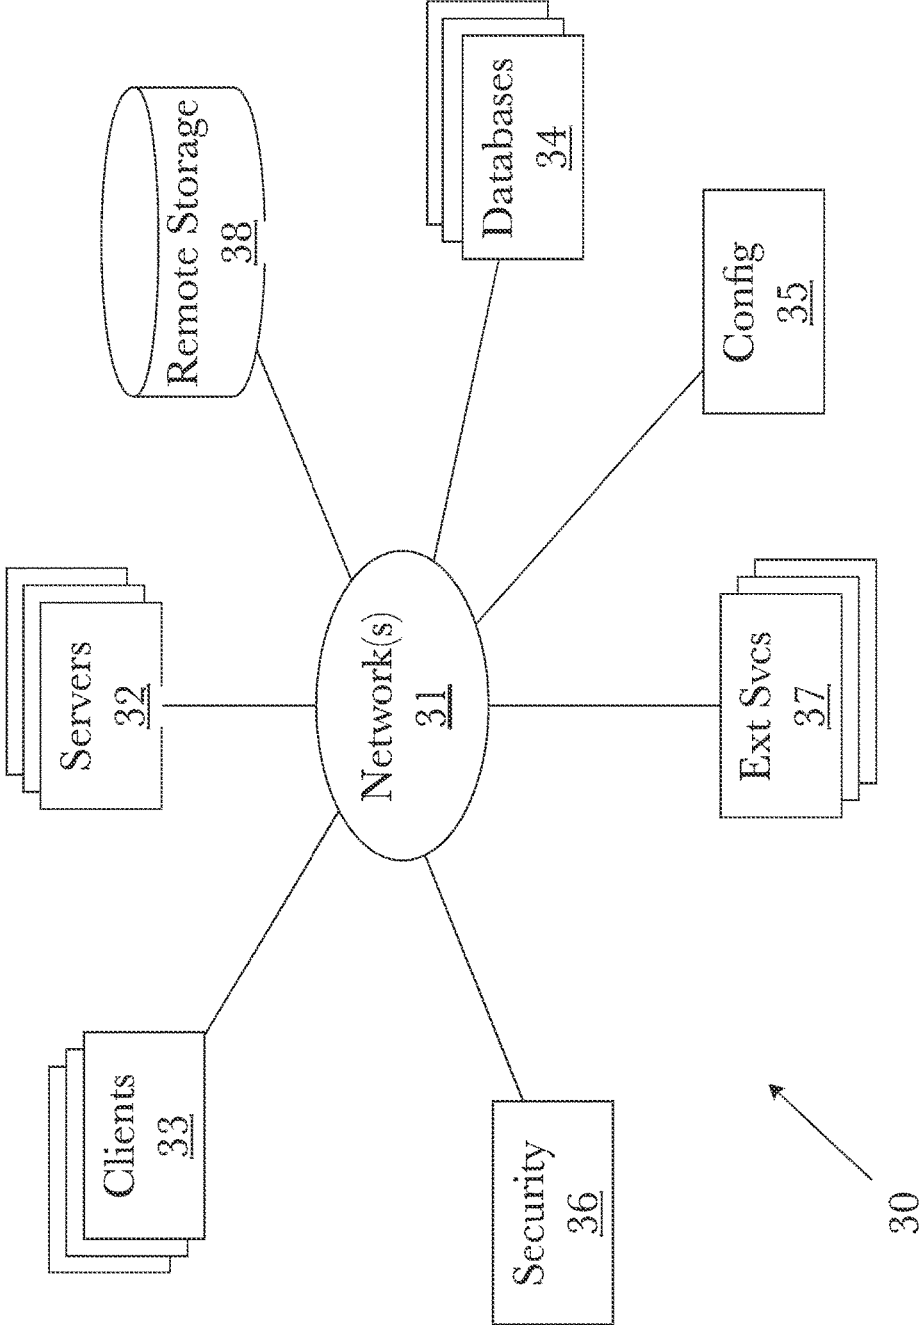 Clients
33
Servers
32
Remote Storage
38
Network(s)
31
Databases
34
Security
36
Ext Svcs
37
Config
35
30